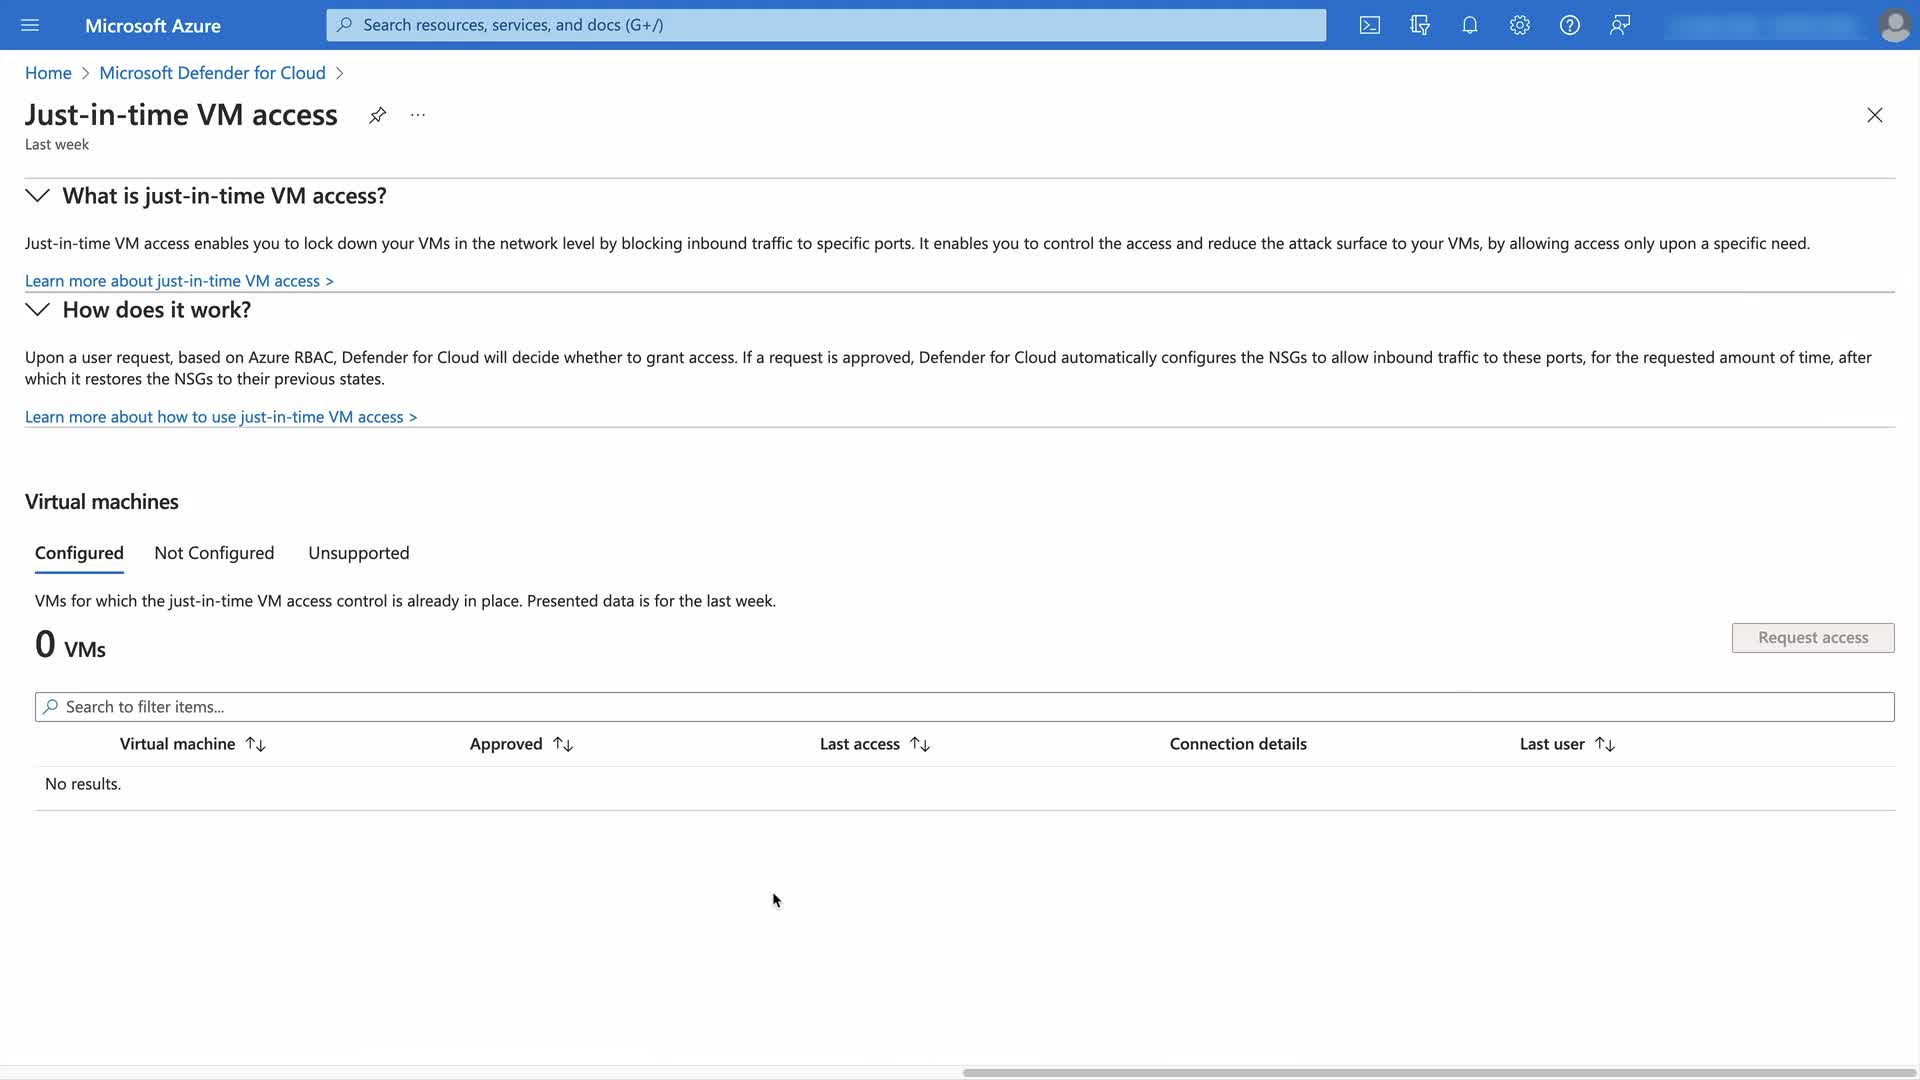 Microsoft Azure
Search resources, services, and docs (G+/)
Home > Microsoft Defender for Cloud >
Just-in-time VM access
Last week
What is just-in-time VM access?
Just-in-time VM access enables you to lock down your VMs in the network level by blocking inbound traffic to specific ports. It enables you to control the access and reduce the attack surface to your VMs, by allowing access only upon a specific need.
Learn more about just-in-time VM access >
How does it work?
Upon a user request, based on Azure RBAC, Defender for Cloud will decide whether to grant access. If a request is approved, Defender for Cloud automatically configures the NSGs to allow inbound traffic to these ports, for the requested amount of time, after
which it restores the NSGs to their previous states.
Learn more about how to use just-in-time VM access >
Virtual machines
Configured Not Configured Unsupported
VMs for which the just-in-time VM access control is already in place. Presented data is for the last week.
0 VMs
Request access
Search to filter items...
Virtual machine Approved Last access Connection details Last user
No results.